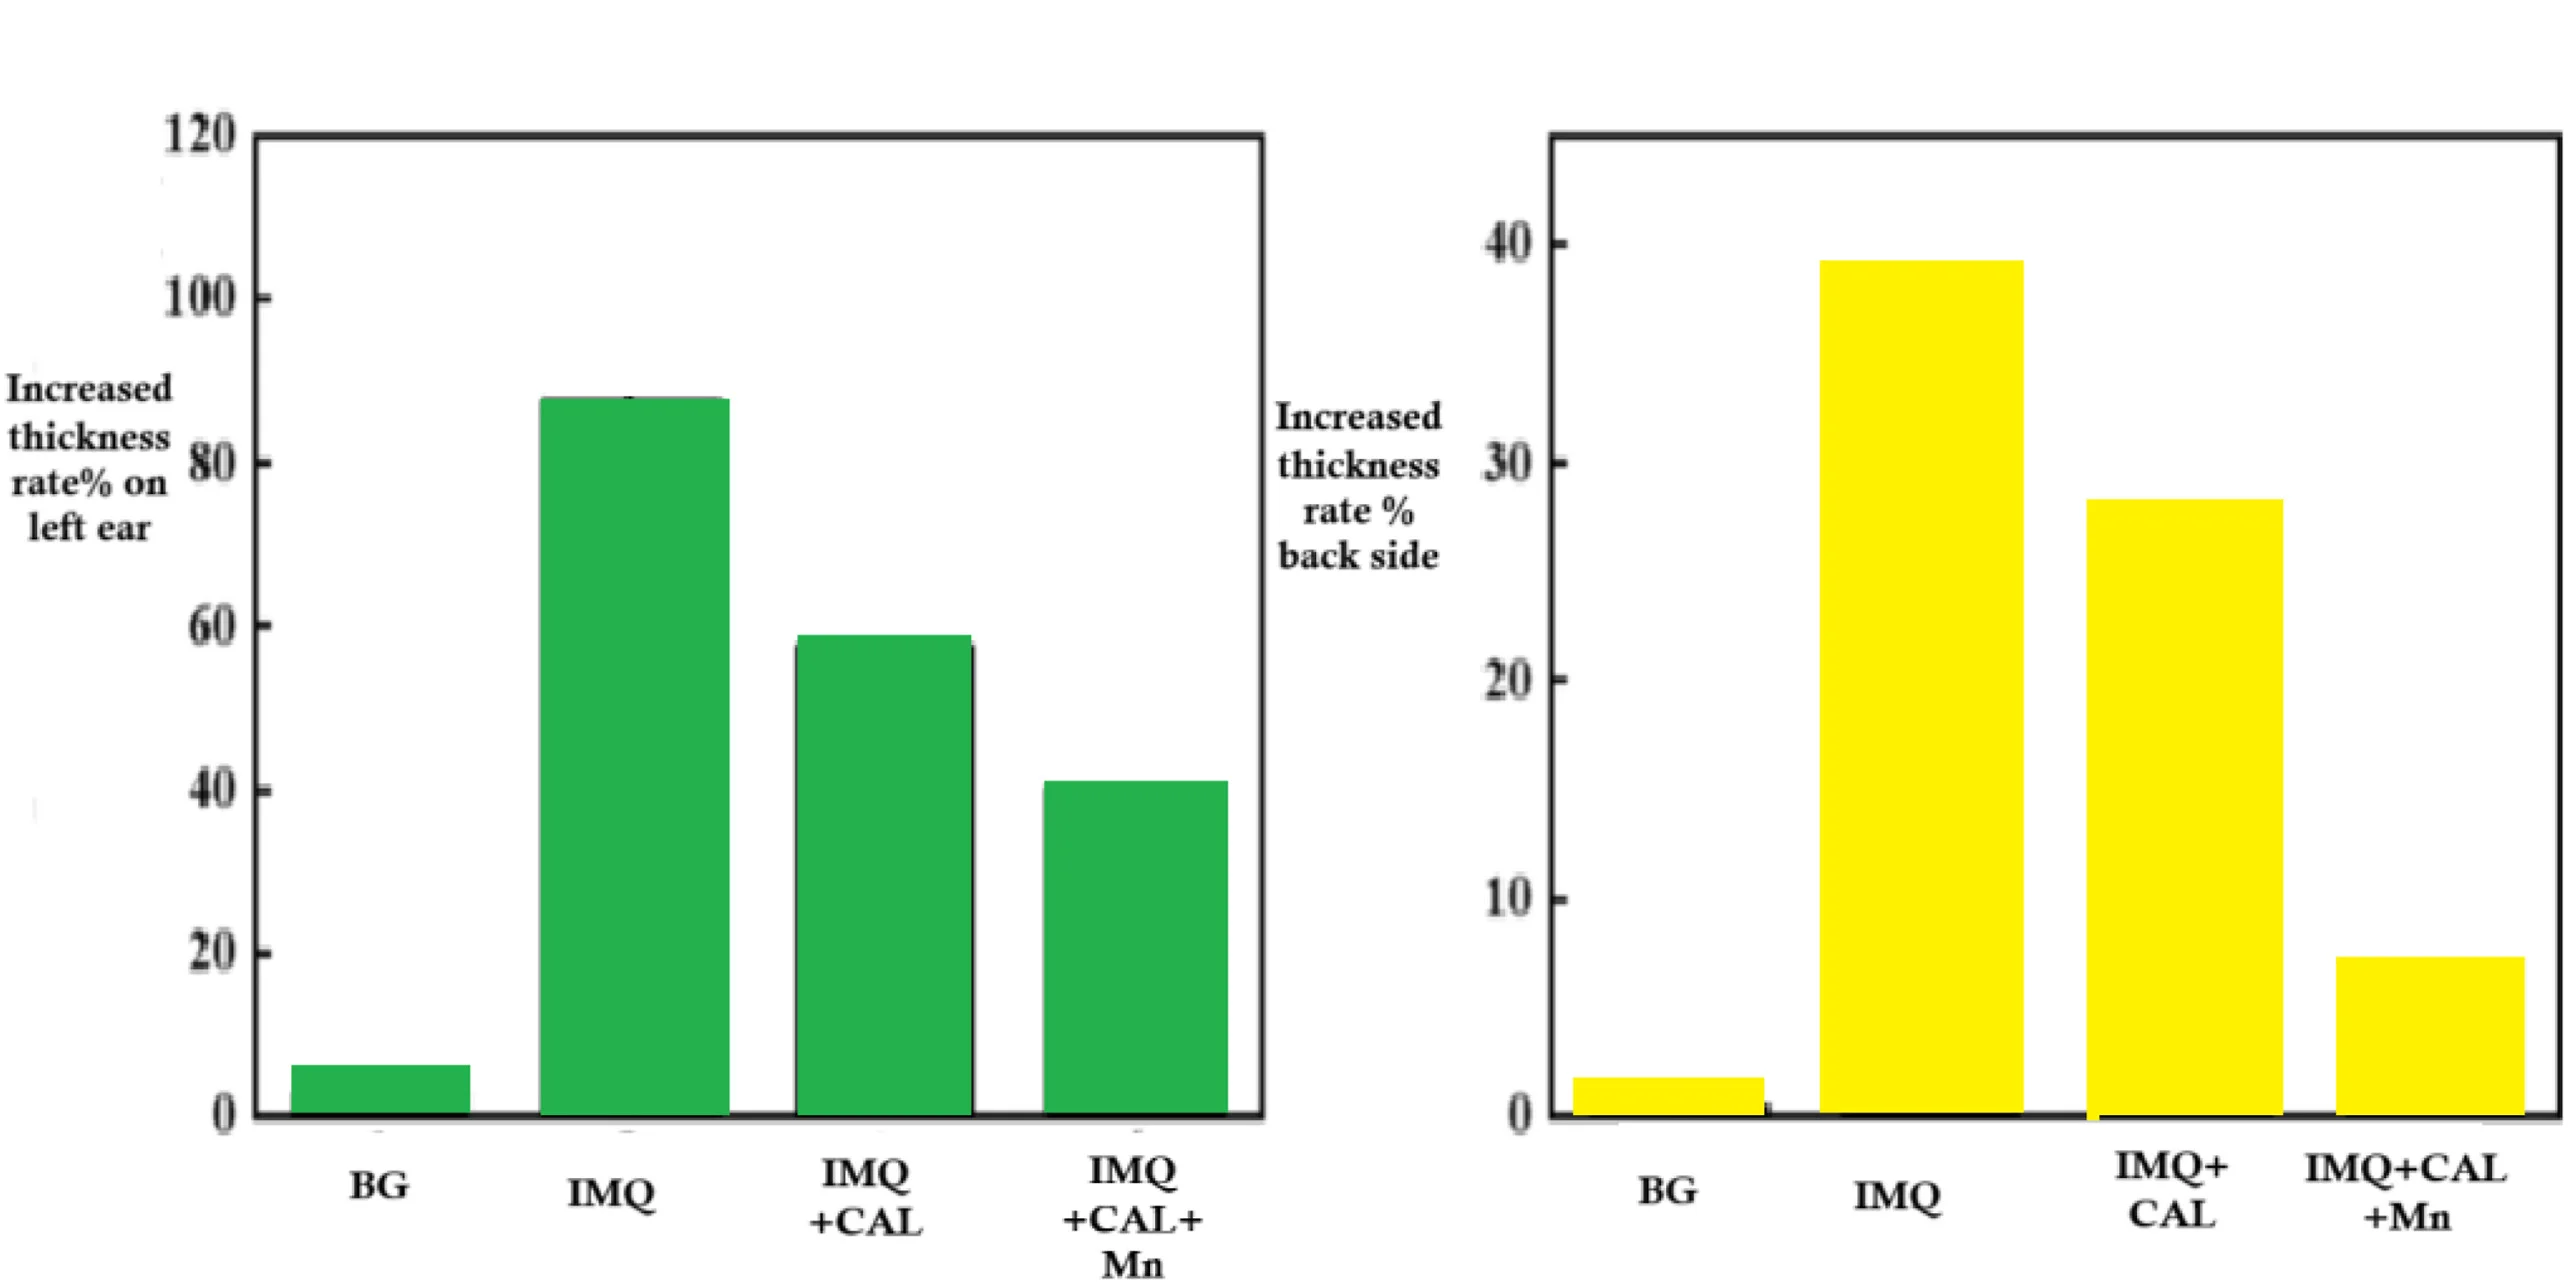 120
100
80
60
40
20
0
Increased
thickness
rate% on
left ear
BG
IMQ
IMQ
+CAL
IMQ
+CAL+
Mn
40
30
20
10
0
Increased
thickness
rate %
back side
BG
IMQ
IMQ+
CAL
IMQ+CAL
+Mn